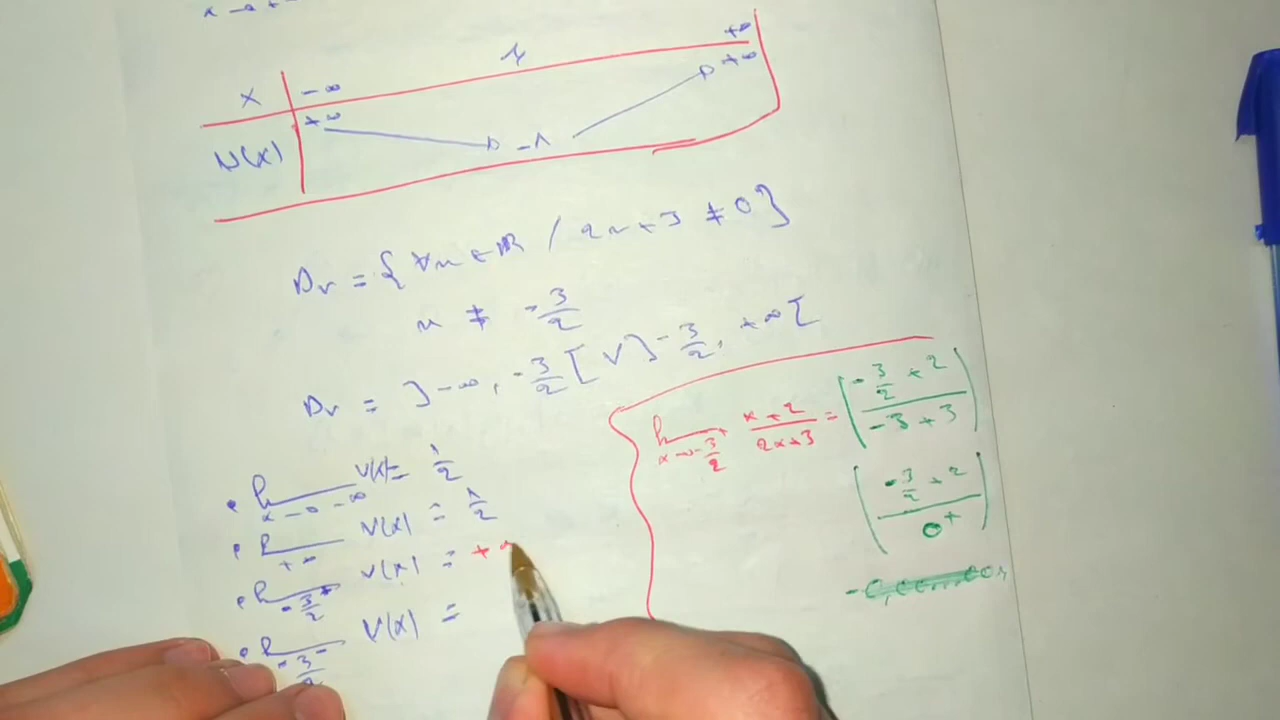 x | -∞ 1 +∞
N(x) | +∞ -1 +∞
Dv = { ∀x ∈ ℝ / 2x+3 ≠ 0 }
x ≠ -3/2
Dv = ]-∞, -3/2[ ∪ ]-3/2, +∞[
• lim x→-∞ v(x) = 1/2
• lim +∞ v(x) = 1/2
• lim -3/2+ v(x) = +∞
• lim -3/2- v(x) =
lim x→-3/2+ (x+2)/(2x+3) = ((-3/2 + 2)/(-3+3))
((-3/2 + 2)/0+)